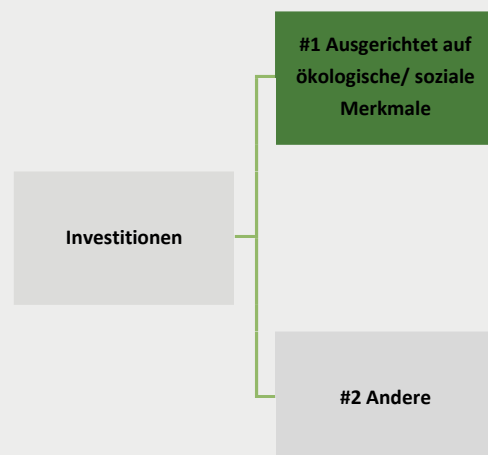 #1 Ausgerichtet auf
ökologische/ soziale
Merkmale
Investitionen
#2 Andere